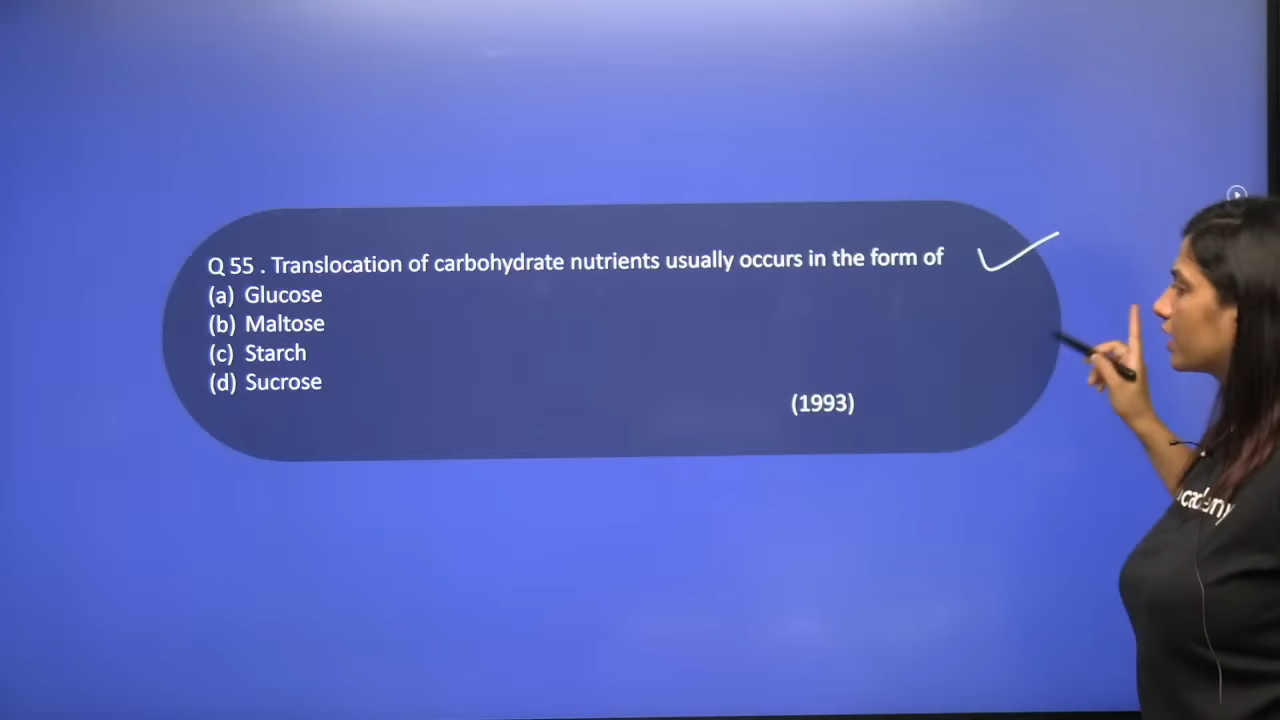 Q 55 . Translocation of carbohydrate nutrients usually occurs in the form of
(a) Glucose
(b) Maltose
(c) Starch
(d) Sucrose
(1993)